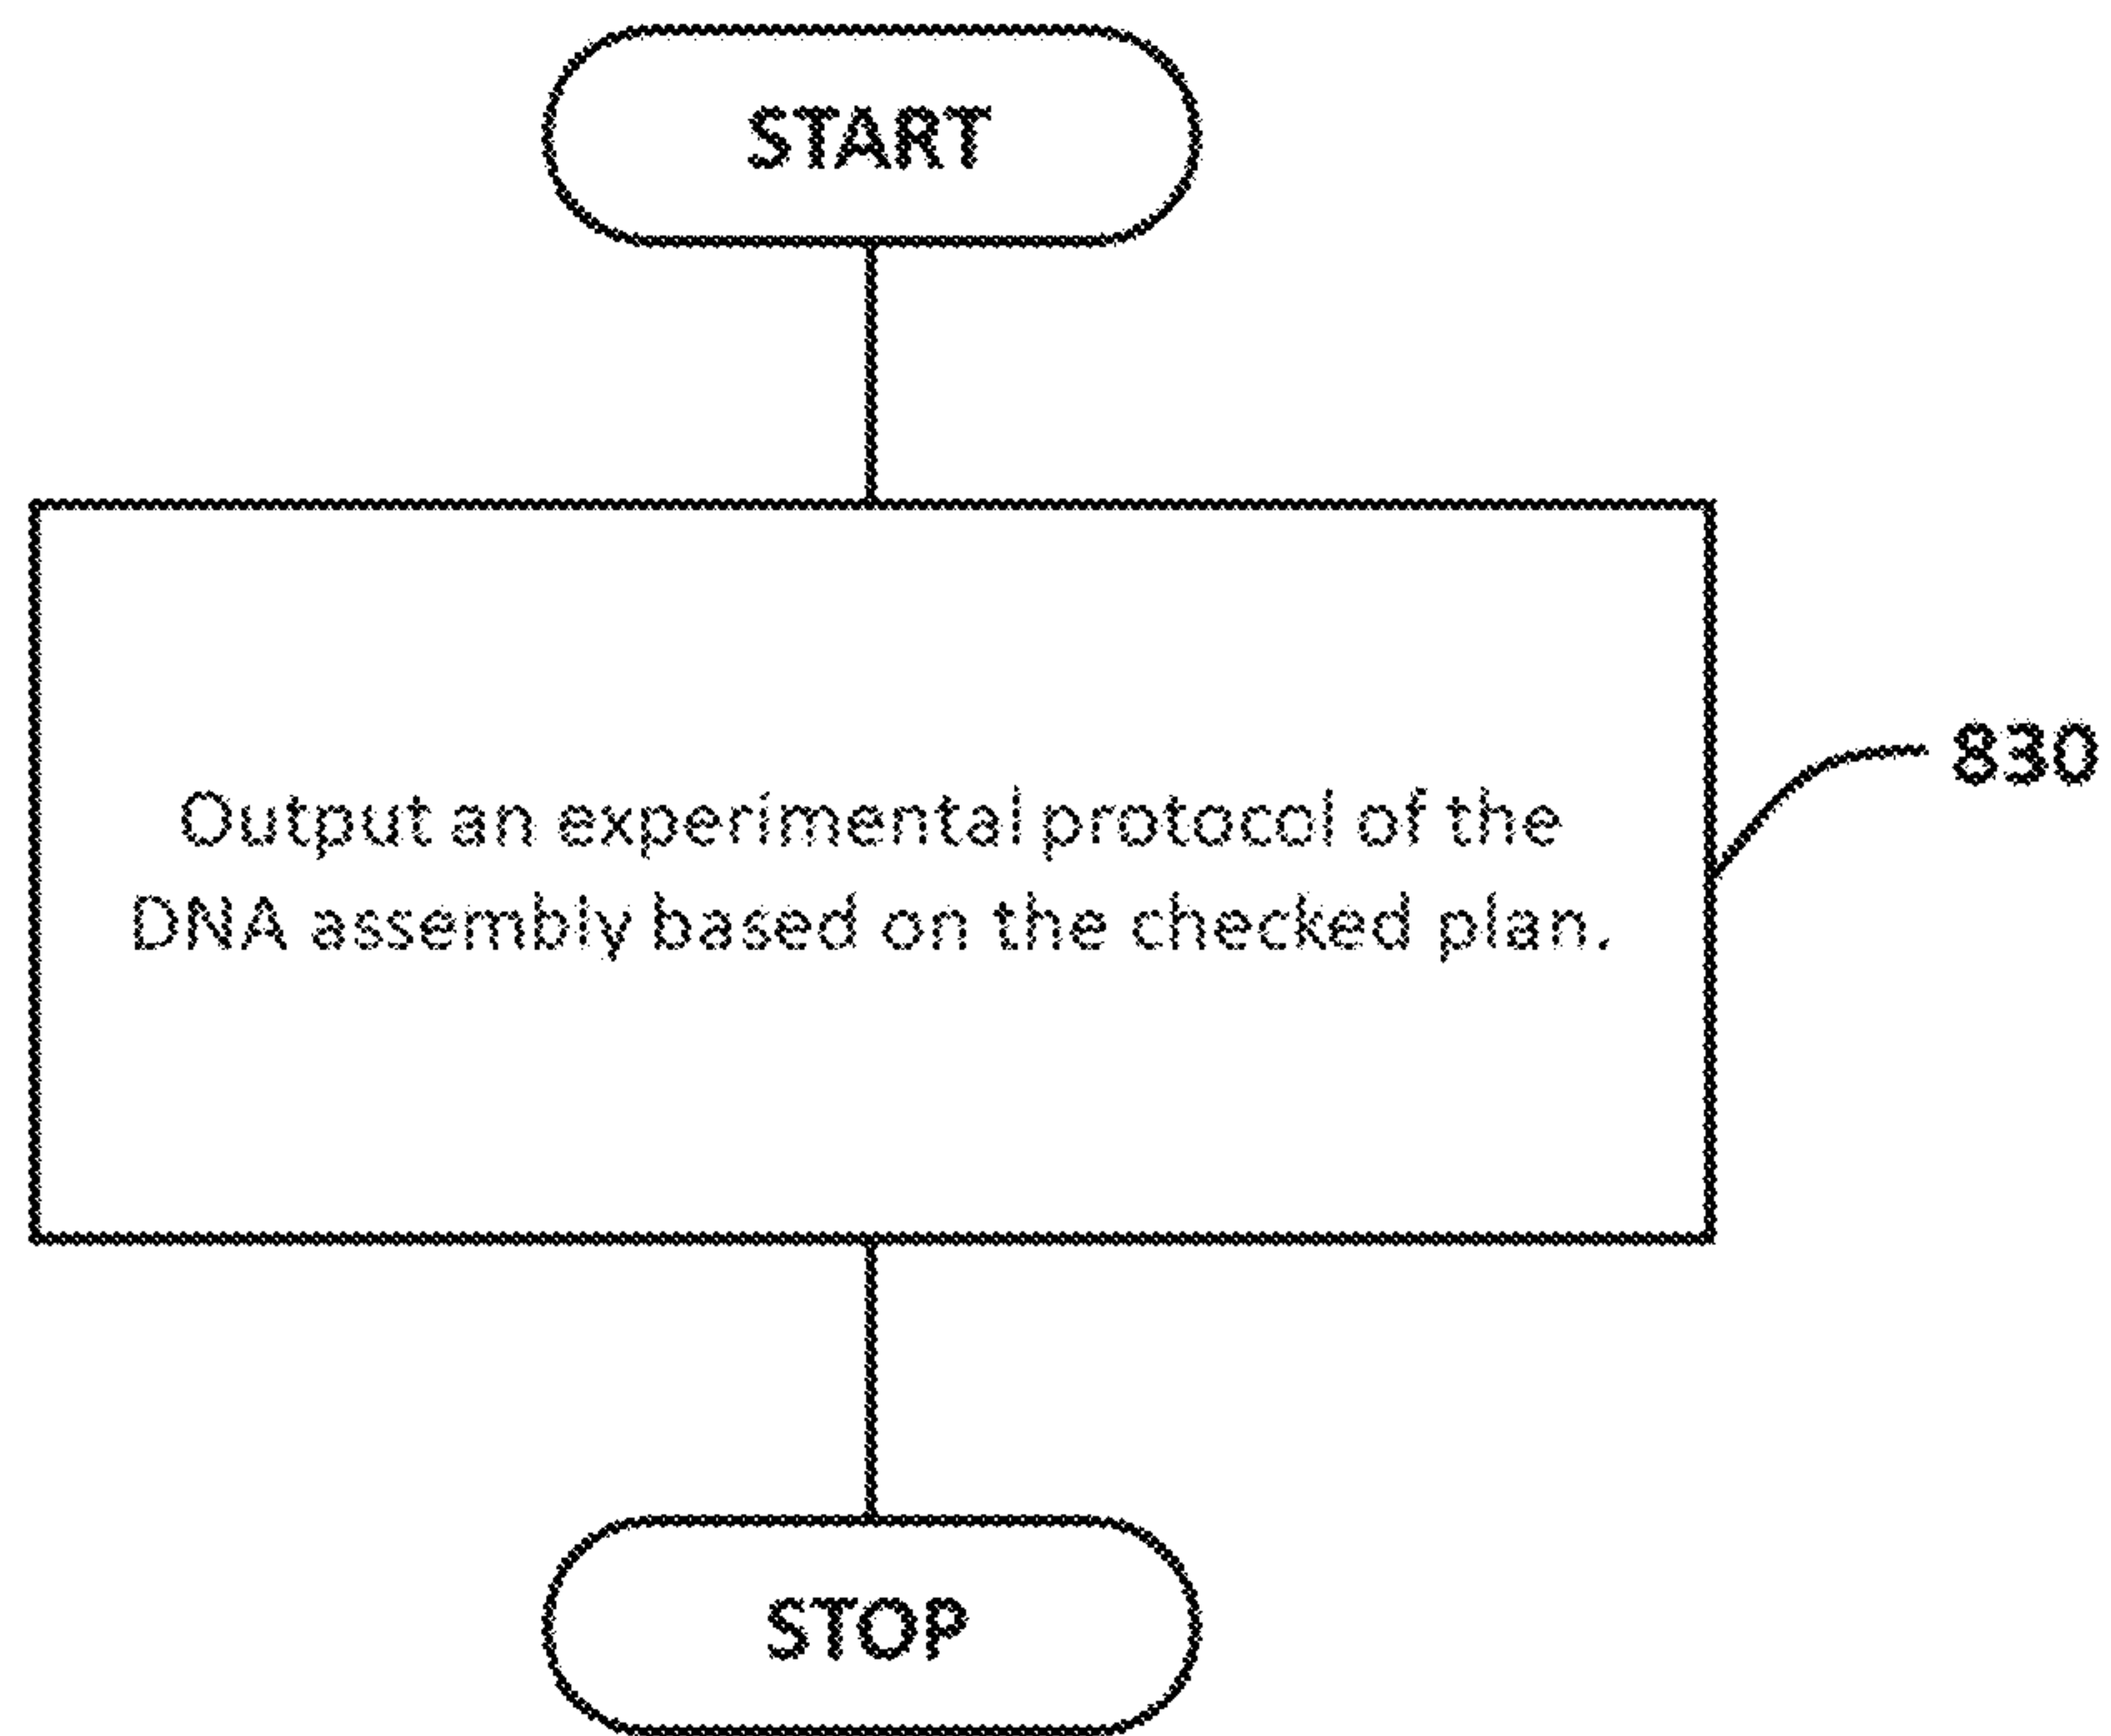 START
830
Output an experimental protocol of the
DNA assembly based on the checked plan.
STOP